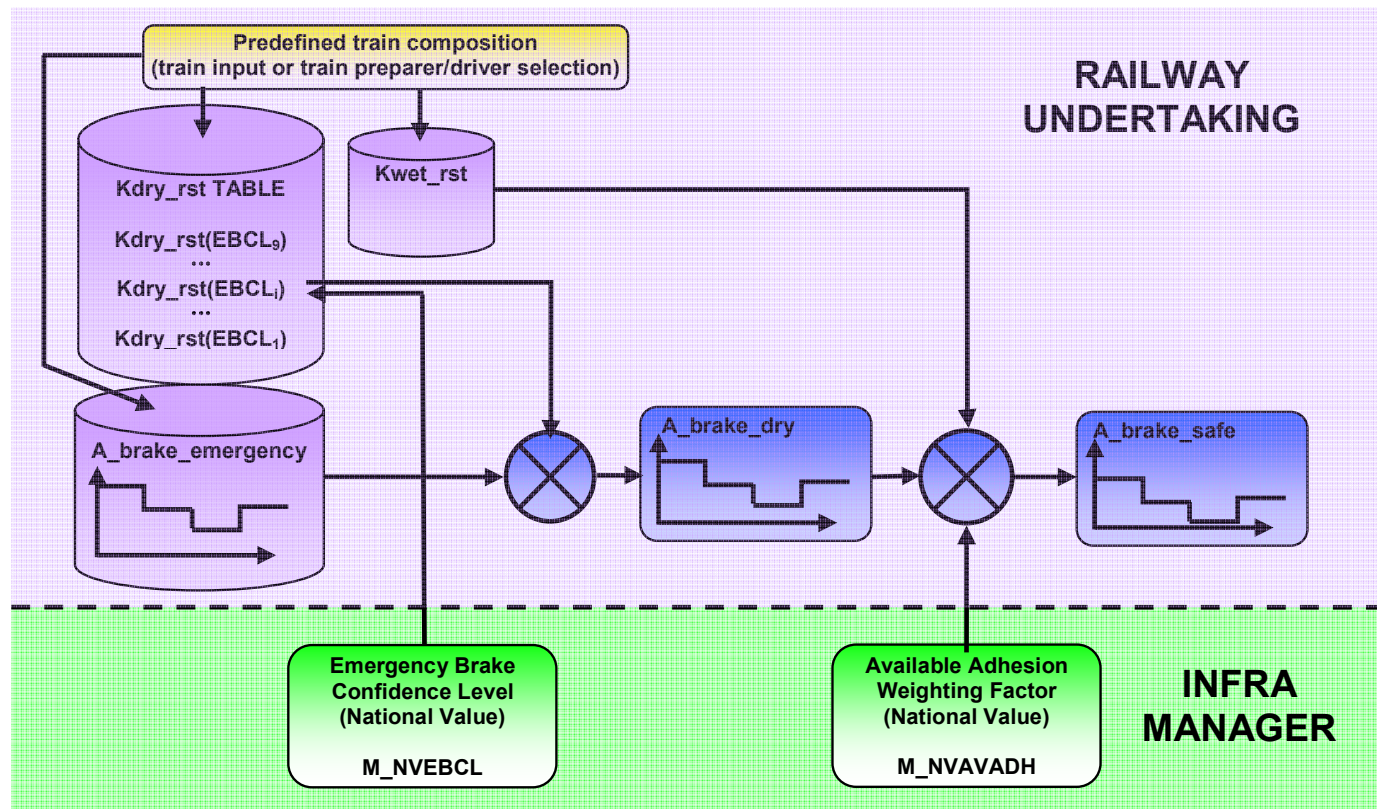 Predefined train composition
(train input or train preparer/driver selection)
RAILWAY
UNDERTAKING
Kdry_rst TABLE
Kdry_rst(EBCL₉)
...
Kdry_rst(EBCLᵢ)
...
Kdry_rst(EBCL₁)
Kwet_rst
A_brake_emergency
A_brake_dry
A_brake_safe
Emergency Brake
Confidence Level
(National Value)
M_NVEBCL
Available Adhesion
Weighting Factor
(National Value)
M_NVAVADH
INFRA
MANAGER